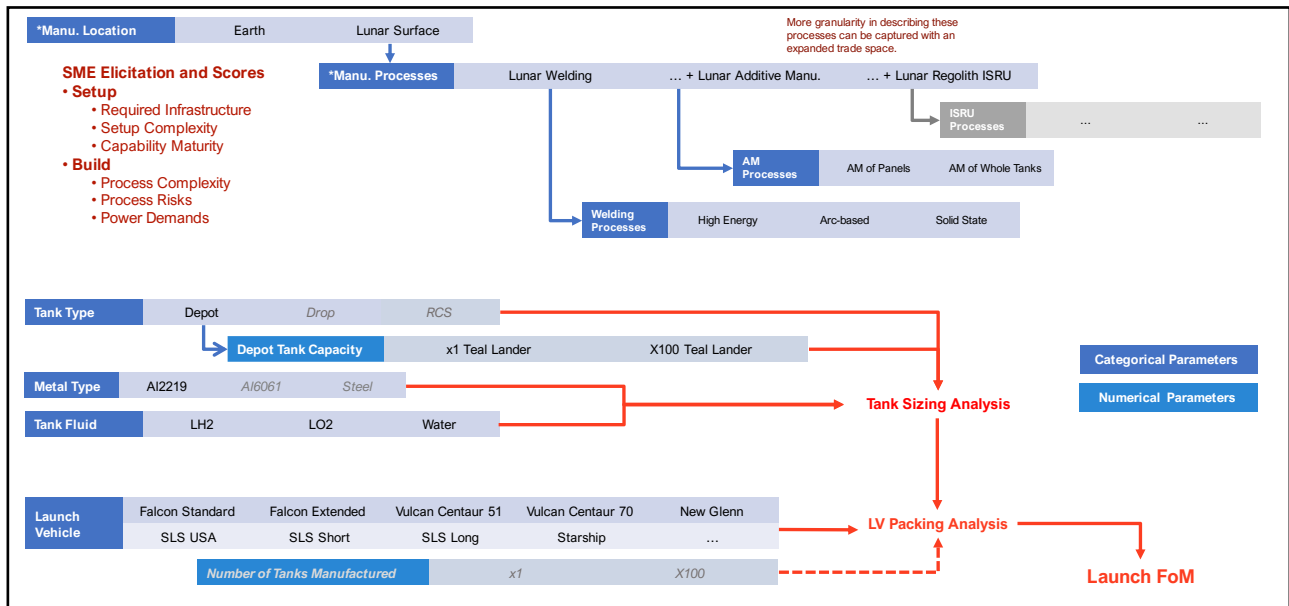 *Manu. Location Earth Lunar Surface
More granularity in describing these
processes can be captured with an
expanded trade space.
SME Elicitation and Scores
• Setup
• Required Infrastructure
• Setup Complexity
• Capability Maturity
• Build
• Process Complexity
• Process Risks
• Power Demands
*Manu. Processes Lunar Welding ... + Lunar Additive Manu. ... + Lunar Regolith ISRU
ISRU
Processes ... ...
AM
Processes AM of Panels AM of Whole Tanks
Welding
Processes High Energy Arc-based Solid State
Tank Type Depot Drop RCS
Depot Tank Capacity x1 Teal Lander X100 Teal Lander
Metal Type Al2219 Al6061 Steel
Tank Fluid LH2 LO2 Water
Tank Sizing Analysis
Categorical Parameters
Numerical Parameters
Launch
Vehicle
Falcon Standard Falcon Extended Vulcan Centaur 51 Vulcan Centaur 70 New Glenn
SLS USA SLS Short SLS Long Starship ...
Number of Tanks Manufactured x1 X100
LV Packing Analysis
Launch FoM